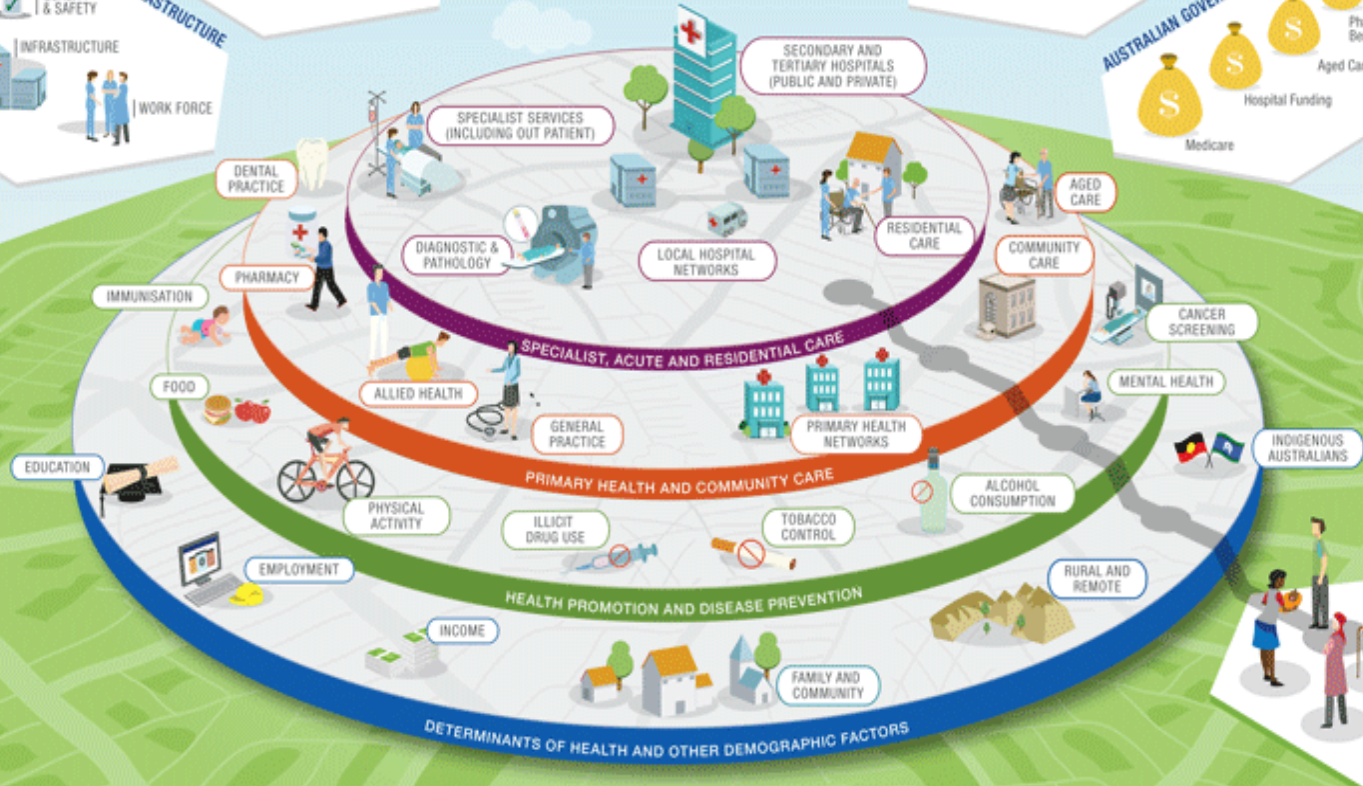 & SAFETY
INFRASTRUCTURE
WORK FORCE
AUSTRALIAN
$
$
$
Medicare
Hospital Funding
Aged
SECONDARY AND
TERTIARY HOSPITALS
(PUBLIC AND PRIVATE)
SPECIALIST SERVICES
(INCLUDING OUT PATIENT)
DIAGNOSTIC &
PATHOLOGY
LOCAL HOSPITAL
NETWORKS
RESIDENTIAL
CARE
SPECIALIST, ACUTE AND RESIDENTIAL CARE
DENTAL
PRACTICE
PHARMACY
ALLIED HEALTH
GENERAL
PRACTICE
PRIMARY HEALTH
NETWORKS
COMMUNITY
CARE
AGED
CARE
PRIMARY HEALTH AND COMMUNITY CARE
IMMUNISATION
FOOD
PHYSICAL
ACTIVITY
ILLICIT
DRUG USE
TOBACCO
CONTROL
ALCOHOL
CONSUMPTION
MENTAL HEALTH
CANCER
SCREENING
HEALTH PROMOTION AND DISEASE PREVENTION
EDUCATION
EMPLOYMENT
INCOME
FAMILY AND
COMMUNITY
RURAL AND
REMOTE
INDIGENOUS
AUSTRALIANS
DETERMINANTS OF HEALTH AND OTHER DEMOGRAPHIC FACTORS